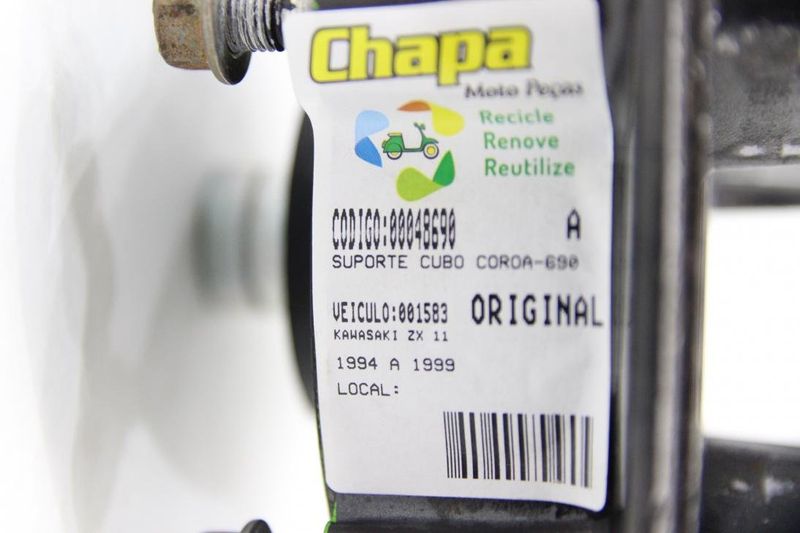 Chapa
Moto Peças
Recicle
Renove
Reutilize
CODIGO:00048690 A
SUPORTE CUBO COROA-690
VEICULO:001583 ORIGINAL
KAWASAKI ZX 11
1994 A 1999
LOCAL: